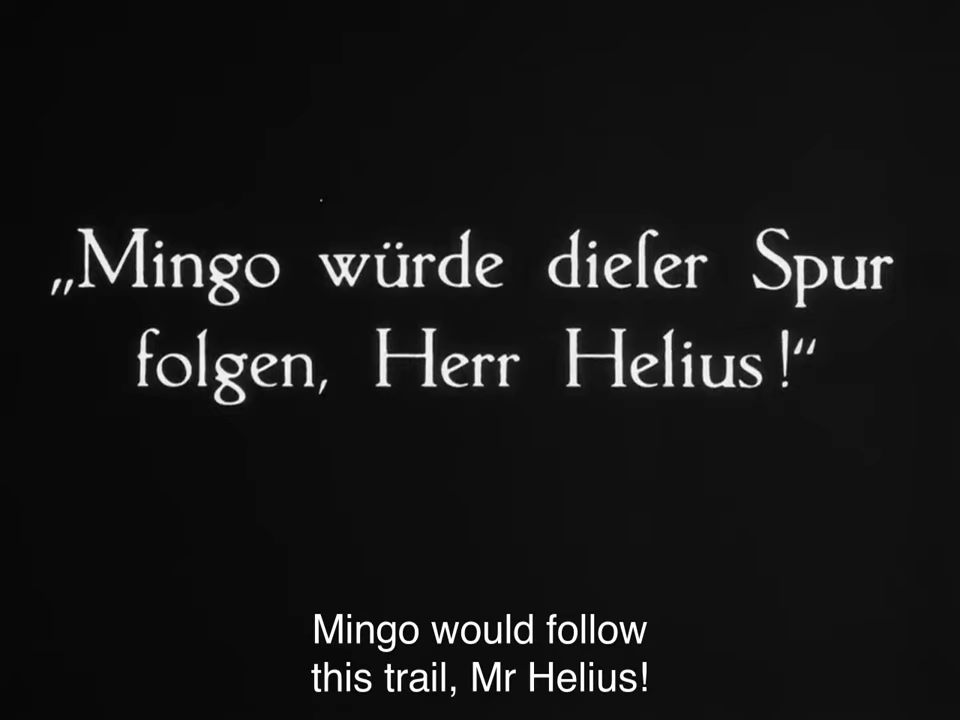 „Mingo würde dieſer Spur
folgen, Herr Helius!“
Mingo would follow
this trail, Mr Helius!